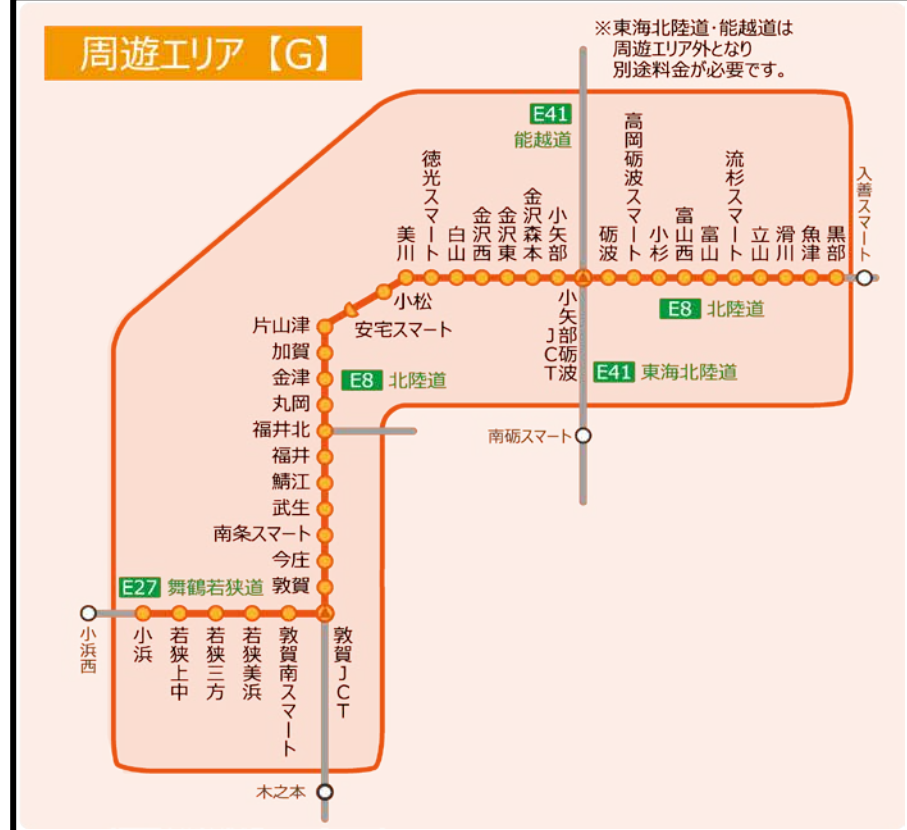 周遊エリア【G】
※東海北陸道・能越道は
周遊エリア外となり
別途料金が必要です。
E41
能越道
美川
徳光スマート
白山
金沢西
金沢東
金沢森本
小矢部
砺波
高岡砺波スマート
小杉
富山西
富山
流杉スマート
立山
滑川
魚津
黒部
入善スマート
小松
安宅スマート
小矢部砺波JCT
E8 北陸道
E41 東海北陸道
南砺スマート
片山津
加賀
金津
丸岡
福井北
福井
鯖江
武生
南条スマート
今庄
敦賀
E8 北陸道
E27 舞鶴若狭道
小浜西
小浜
若狭上中
若狭三方
若狭美浜
敦賀南スマート
敦賀JCT
木之本